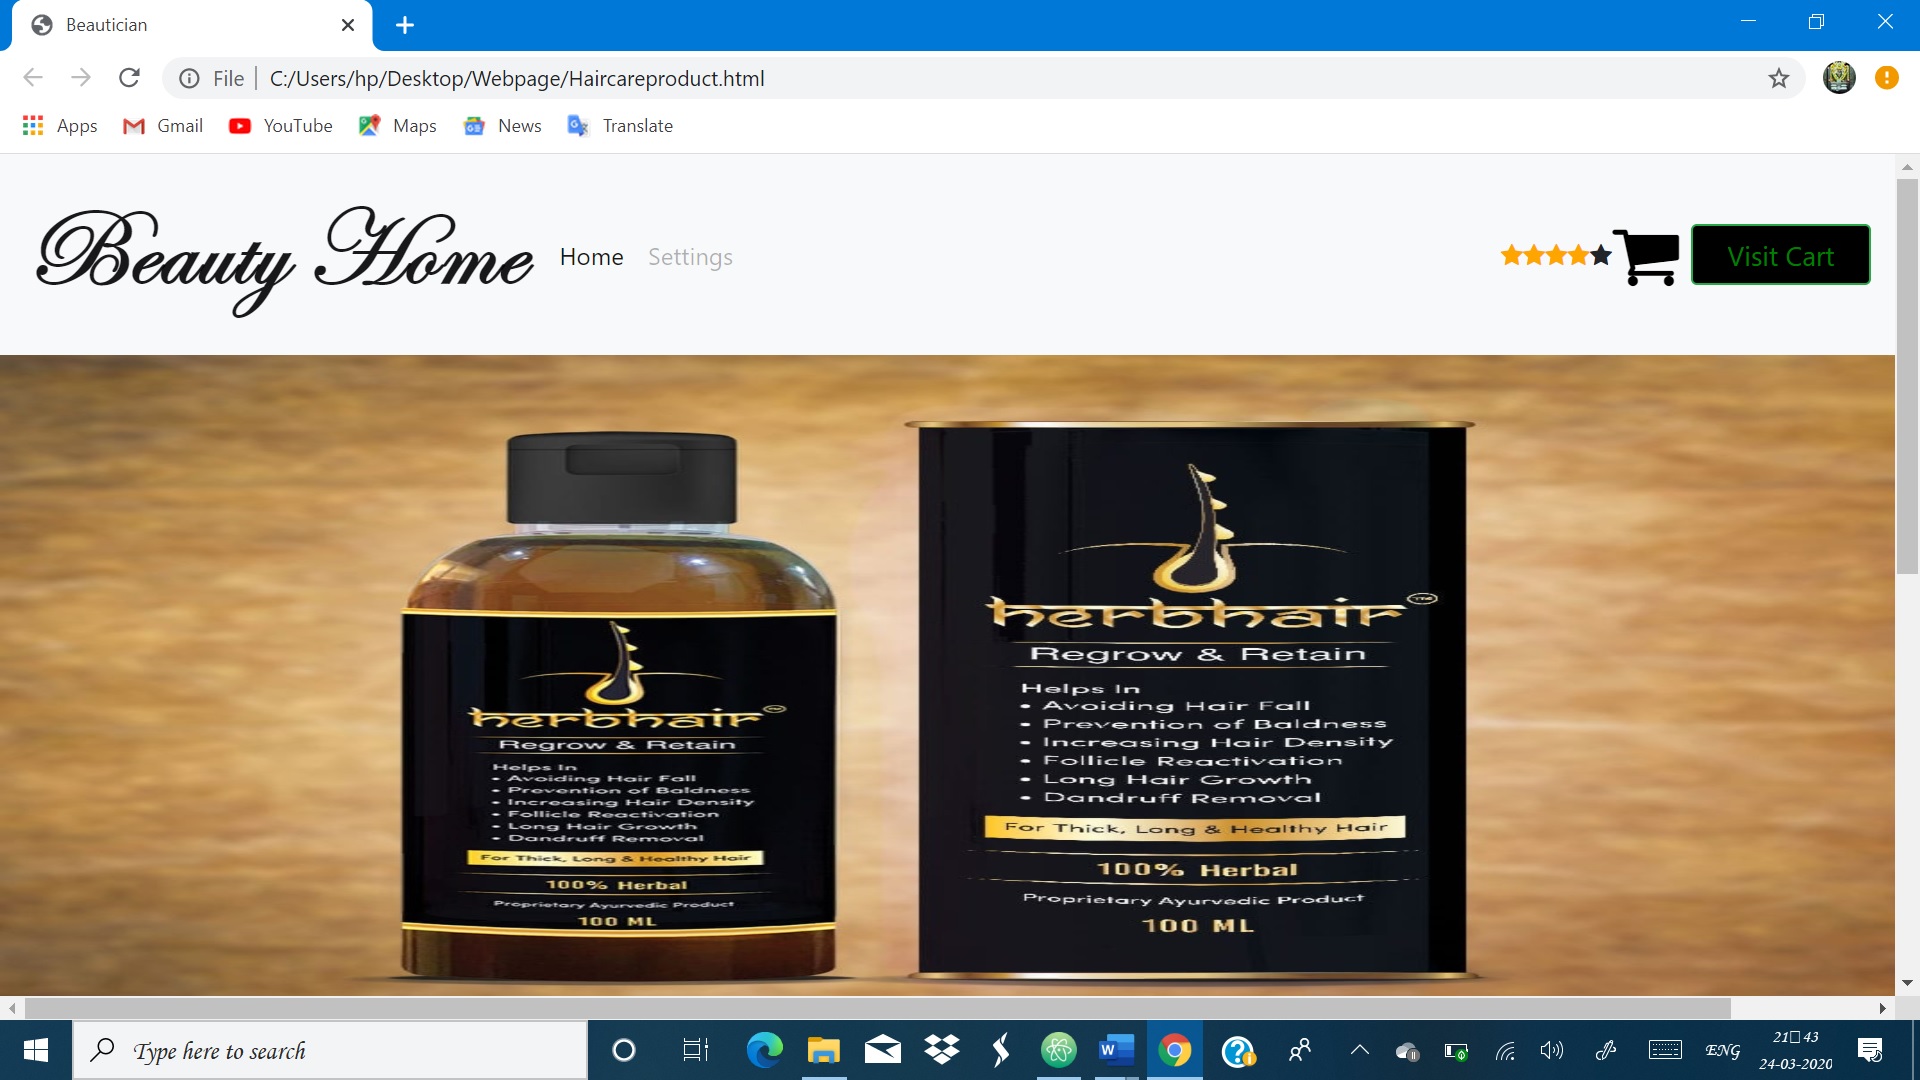 Beautician
File
C:/Users/hp/Desktop/Webpage/Haircareproduct.html
Apps
Gmail
YouTube
Maps
News
Translate
Beauty Home
Home
Settings
Visit Cart
herbhair™
Regrow & Retain
Helps In
• Avoiding Hair Fall
• Prevention of Baldness
• Increasing Hair Density
• Follicle Reactivation
• Long Hair Growth
• Dandruff Removal
For Thick, Long & Healthy Hair
100% Herbal
Proprietary Ayurvedic Product
100 ML
herbhair™
Regrow & Retain
Helps In
• Avoiding Hair Fall
• Prevention of Baldness
• Increasing Hair Density
• Follicle Reactivation
• Long Hair Growth
• Dandruff Removal
For Thick, Long & Healthy Hair
100% Herbal
Proprietary Ayurvedic Product
100 ML
Type here to search
ENG
21□43
24-03-2020